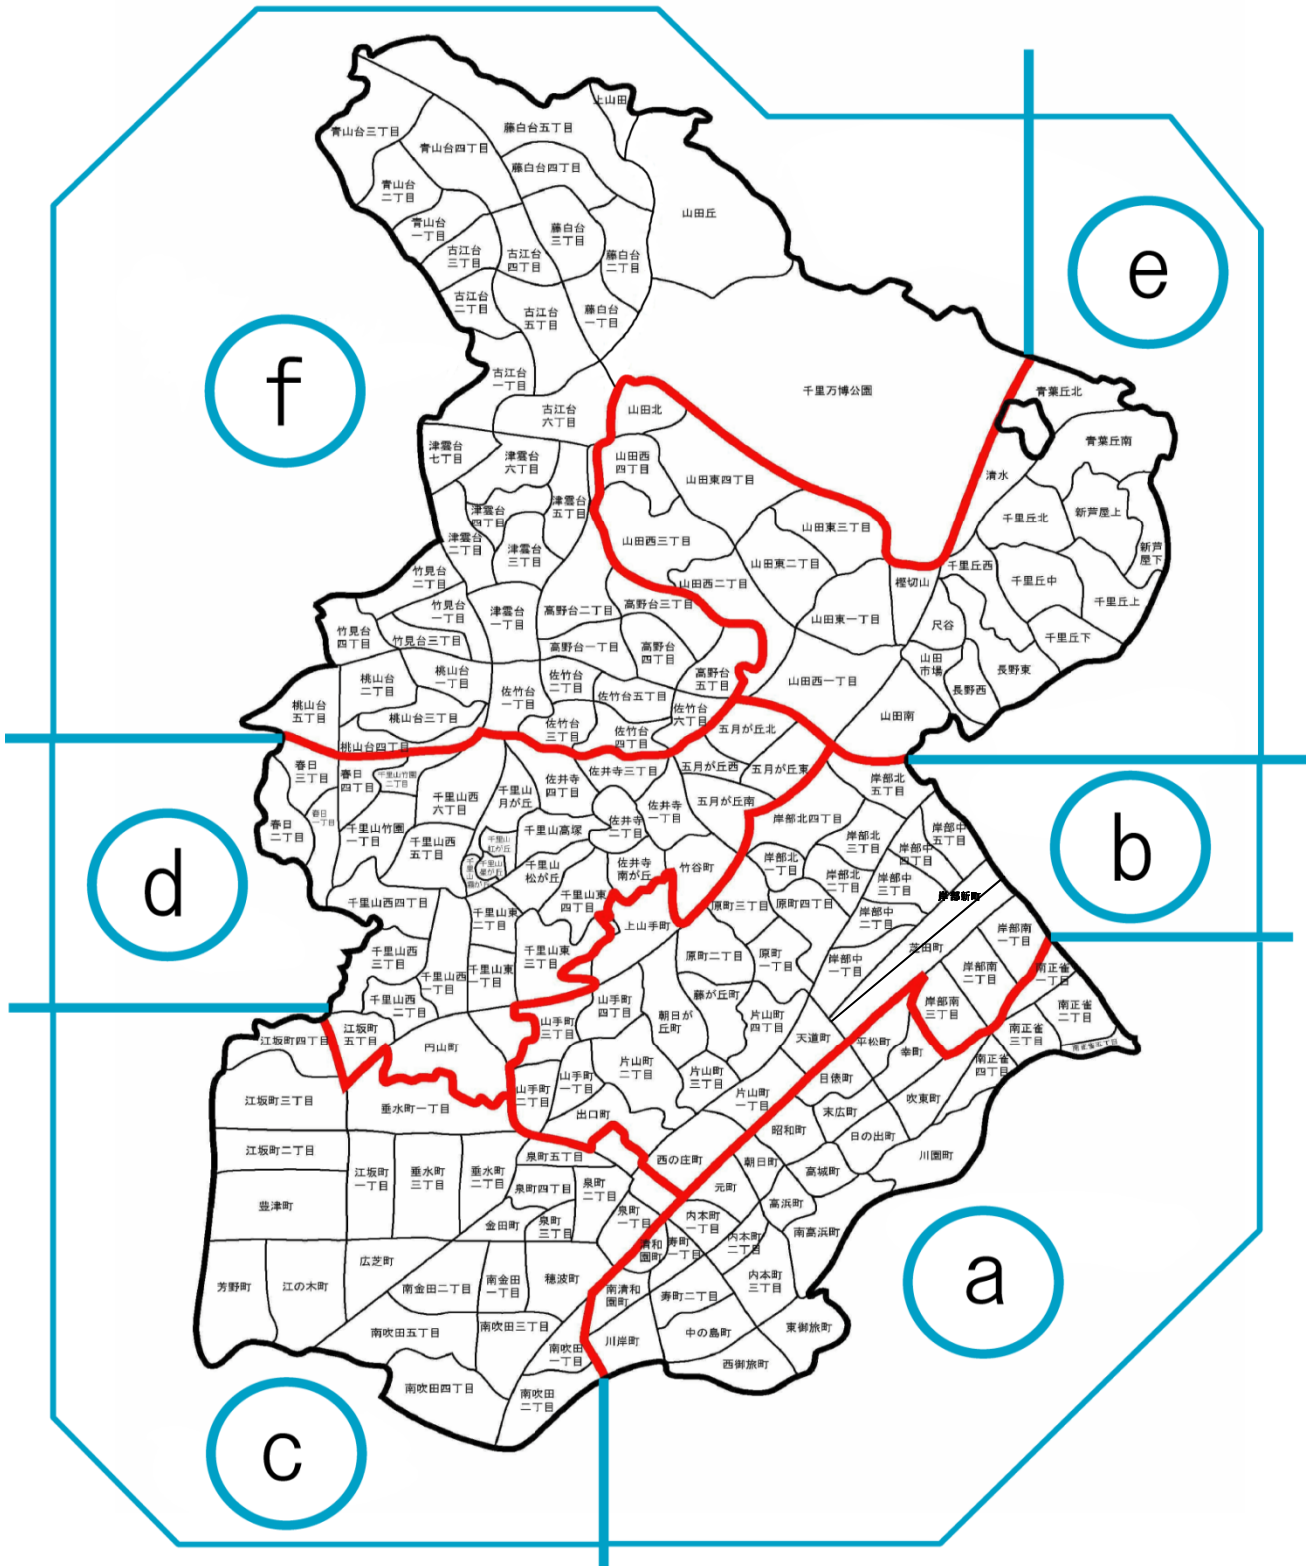 上山田
青山台三丁目
藤白台五丁目
青山台四丁目
藤白台四丁目
青山台
二丁目
山田丘
青山台
一丁目
藤白台
三丁目
e
古江台
三丁目
古江台
四丁目
藤白台
二丁目
古江台
二丁目
古江台
五丁目
藤白台
一丁目
f
古江台
一丁目
千里万博公園
青葉丘北
古江台
六丁目
山田北
青葉丘南
津雲台
七丁目
津雲台
六丁目
山田西
四丁目
山田東四丁目
清水
津雲台
五丁目
津雲台
四丁目
千里丘北
新芦屋上
山田東三丁目
津雲台
二丁目
津雲台
三丁目
山田西三丁目
新芦
屋下
山田東二丁目
千里丘西
竹見台
二丁目
山田西二丁目
樫切山
千里丘中
竹見台
一丁目
津雲台
一丁目
高野台二丁目
高野台三丁目
千里丘上
山田東一丁目
尺谷
竹見台
四丁目
竹見台三丁目
高野台一丁目
高野台
四丁目
千里丘下
山田
市場
長野東
桃山台
二丁目
桃山台
一丁目
佐竹台
二丁目
高野台
五丁目
山田西一丁目
長野西
佐竹台
一丁目
佐竹台五丁目
桃山台
五丁目
桃山台三丁目
佐竹台
六丁目
山田南
佐竹台
三丁目
佐竹台
四丁目
五月が丘北
桃山台四丁目
春日
三丁目
春日
四丁目
千里山竹園
二丁目
佐井寺三丁目
五月が丘西
五月が丘東
岸部北
五丁目
佐井寺
四丁目
千里山西
六丁目
千里山
月が丘
五月が丘南
春日
一丁目
佐井寺
一丁目
岸部北四丁目
春日
二丁目
千里山竹園
一丁目
千里山高塚
佐井寺
二丁目
岸部中
五丁目
岸部北
三丁目
千里山西
五丁目
千里山
虹が丘
岸部中
四丁目
b
千里山
星が丘
千里山
霧が丘
千里山
松が丘
佐井寺
南が丘
竹谷町
岸部北
一丁目
岸部北
二丁目
岸部中
三丁目
d
岸部新町
千里山西四丁目
千里山東
四丁目
原町三丁目
原町四丁目
千里山東
二丁目
上山手町
岸部中
二丁目
岸部南
一丁目
芝田町
千里山西
三丁目
千里山東
三丁目
原町二丁目
原町
一丁目
岸部中
一丁目
千里山西
一丁目
千里山東
一丁目
岸部南
二丁目
南正雀
一丁目
千里山西
二丁目
山手町
四丁目
藤が丘町
岸部南
三丁目
南正雀
二丁目
江坂町
五丁目
山手町
三丁目
朝日が
丘町
片山町
四丁目
江坂町四丁目
円山町
天道町
平松町
幸町
南正雀
三丁目
南正雀五丁目
片山町
二丁目
南正雀
四丁目
山手町
一丁目
片山町
三丁目
日俵町
山手町
二丁目
片山町
一丁目
江坂町三丁目
垂水町一丁目
出口町
末広町
吹東町
昭和町
日の出町
江坂町二丁目
泉町五丁目
西の庄町
朝日町
川園町
江坂町
一丁目
垂水町
三丁目
垂水町
二丁目
泉町四丁目
泉町
二丁目
元町
高城町
豊津町
高浜町
金田町
泉町
三丁目
泉町
一丁目
内本町
一丁目
南高浜町
清和
園町
寿町
一丁目
内本町
二丁目
広芝町
芳野町
江の木町
南金田二丁目
南金田
一丁目
穂波町
南清和
園町
寿町二丁目
内本町
三丁目
a
南吹田五丁目
南吹田三丁目
川岸町
中の島町
東御旅町
南吹田
一丁目
西御旅町
南吹田四丁目
南吹田
二丁目
c